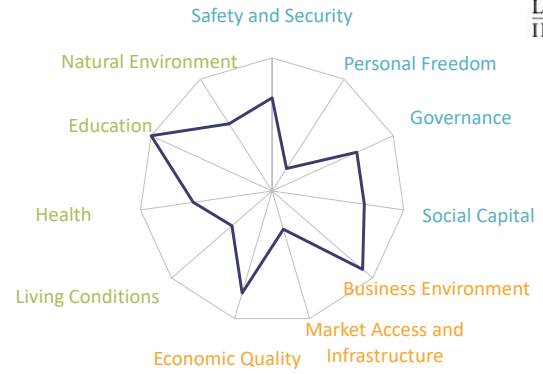 Safety and Security
Natural Environment
Personal Freedom
Education
Governance
Health
Social Capital
Business Environment
Living Conditions
Market Access and
Infrastructure
Economic Quality